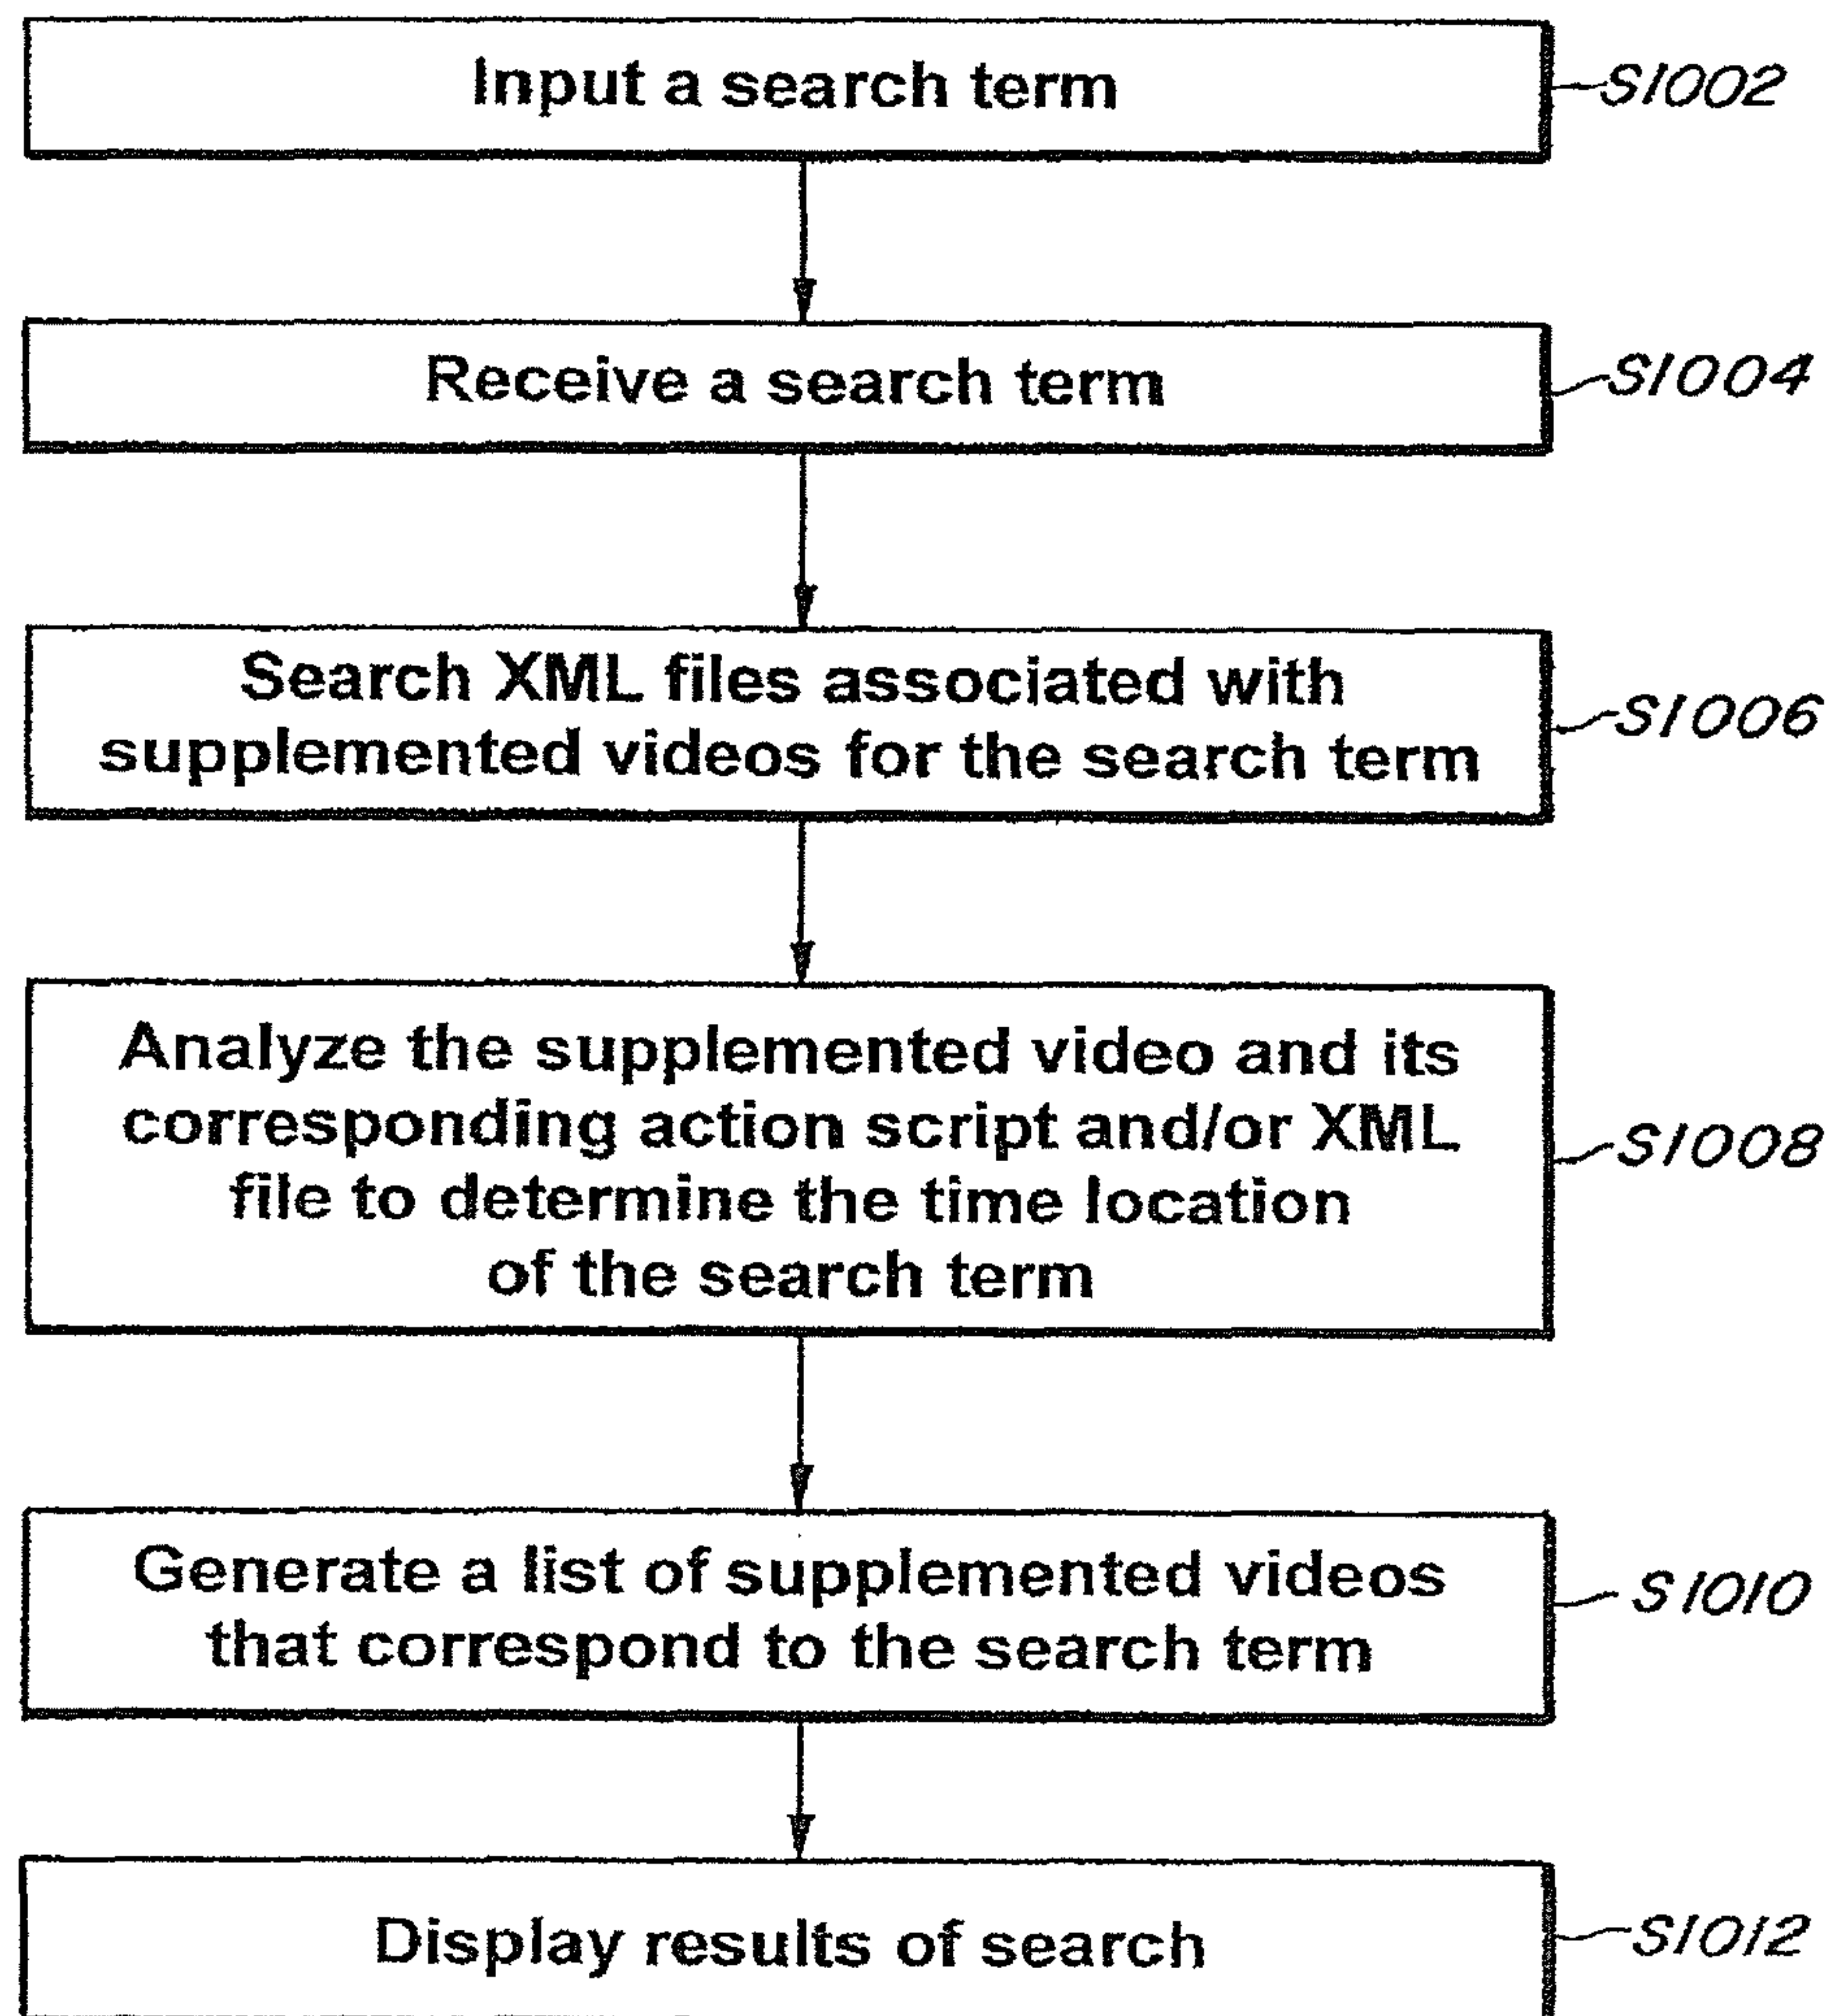 Input a search term
S1002
Receive a search term
S1004
Search XML files associated with
supplemented videos for the search term
S1006
Analyze the supplemented video and its
corresponding action script and/or XML
file to determine the time location
of the search term
S1008
Generate a list of supplemented videos
that correspond to the search term
S1010
Display results of search
S1012